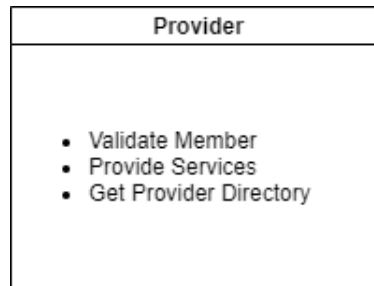 Provider
• Validate Member
• Provide Services
• Get Provider Directory